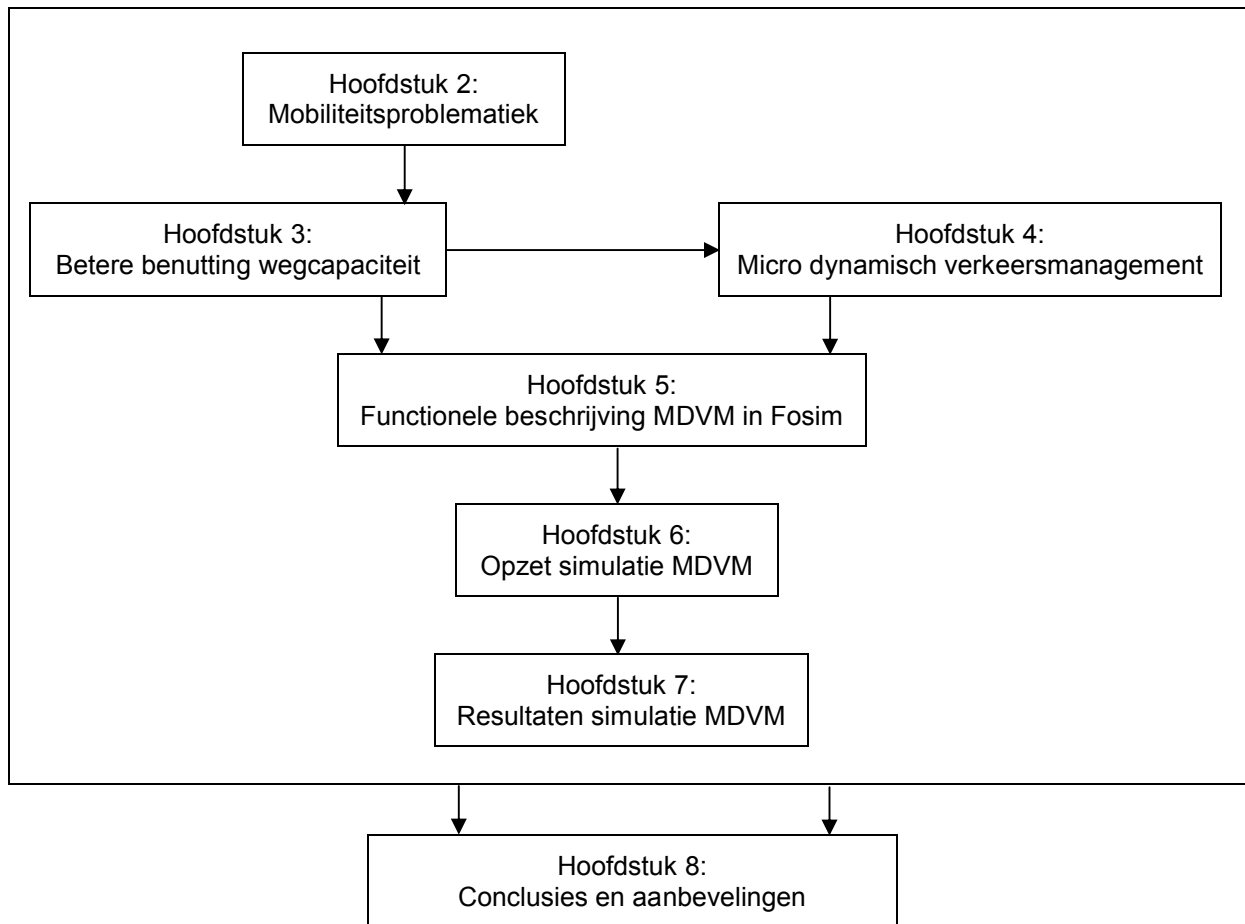 Hoofdstuk 2:
Mobiliteitsproblematiek
Hoofdstuk 3:
Betere benutting wegcapaciteit
Hoofdstuk 4:
Micro dynamisch verkeersmanagement
Hoofdstuk 5:
Functionele beschrijving MDVM in Fosim
Hoofdstuk 6:
Opzet simulatie MDVM
Hoofdstuk 7:
Resultaten simulatie MDVM
Hoofdstuk 8:
Conclusies en aanbevelingen